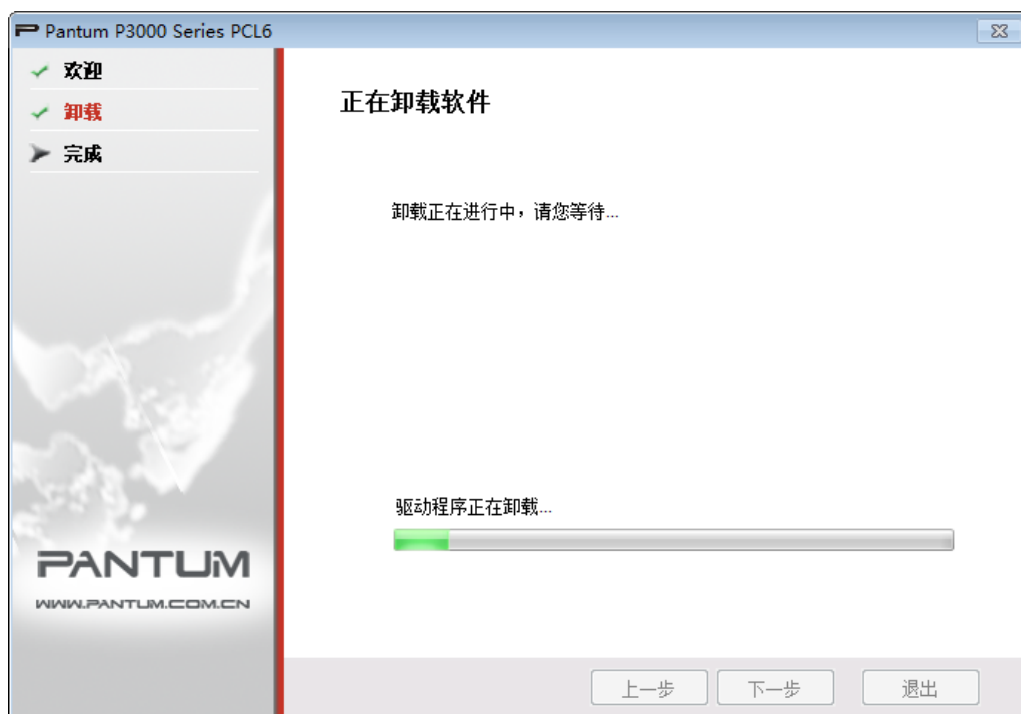 Pantum P3000 Series PCL6
欢迎
卸载
完成
正在卸载软件
卸载正在进行中，请您等待...
驱动程序正在卸载...
PANTUM
WWW.PANTUM.COM.CN
上一步
下一步
退出